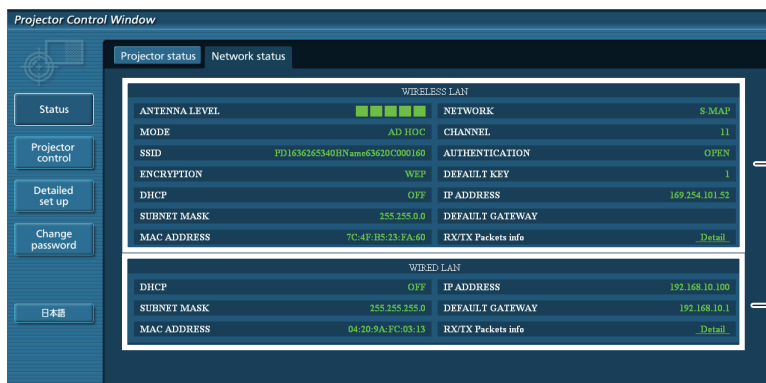 Projector Control Window
Projector status Network status
Status
Projector
control
Detailed
set up
Change
password
日本語
WIRELESS LAN
ANTENNA LEVEL NETWORK S-MAP
MODE AD HOC CHANNEL 11
SSID PD1636265340BName63620C000160 AUTHENTICATION OPEN
ENCRYPTION WEP DEFAULT KEY 1
DHCP OFF IP ADDRESS 169.254.101.52
SUBNET MASK 255.255.0.0 DEFAULT GATEWAY
MAC ADDRESS 7C:4F:B5:23:FA:60 RX/TX Packets info Detail
WIRED LAN
DHCP OFF IP ADDRESS 192.168.10.100
SUBNET MASK 255.255.255.0 DEFAULT GATEWAY 192.168.10.1
MAC ADDRESS 04:20:9A:FC:03:13 RX/TX Packets info Detail